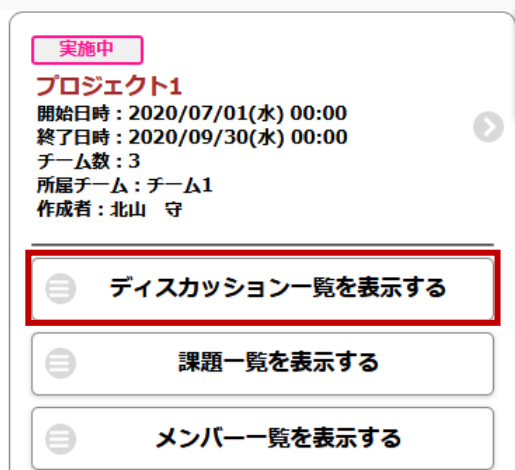 実施中
プロジェクト1
開始日時：2020/07/01(水) 00:00
終了日時：2020/09/30(水) 00:00
チーム数：3
所属チーム：チーム1
作成者：北山　守
ディスカッション一覧を表示する
課題一覧を表示する
メンバー一覧を表示する